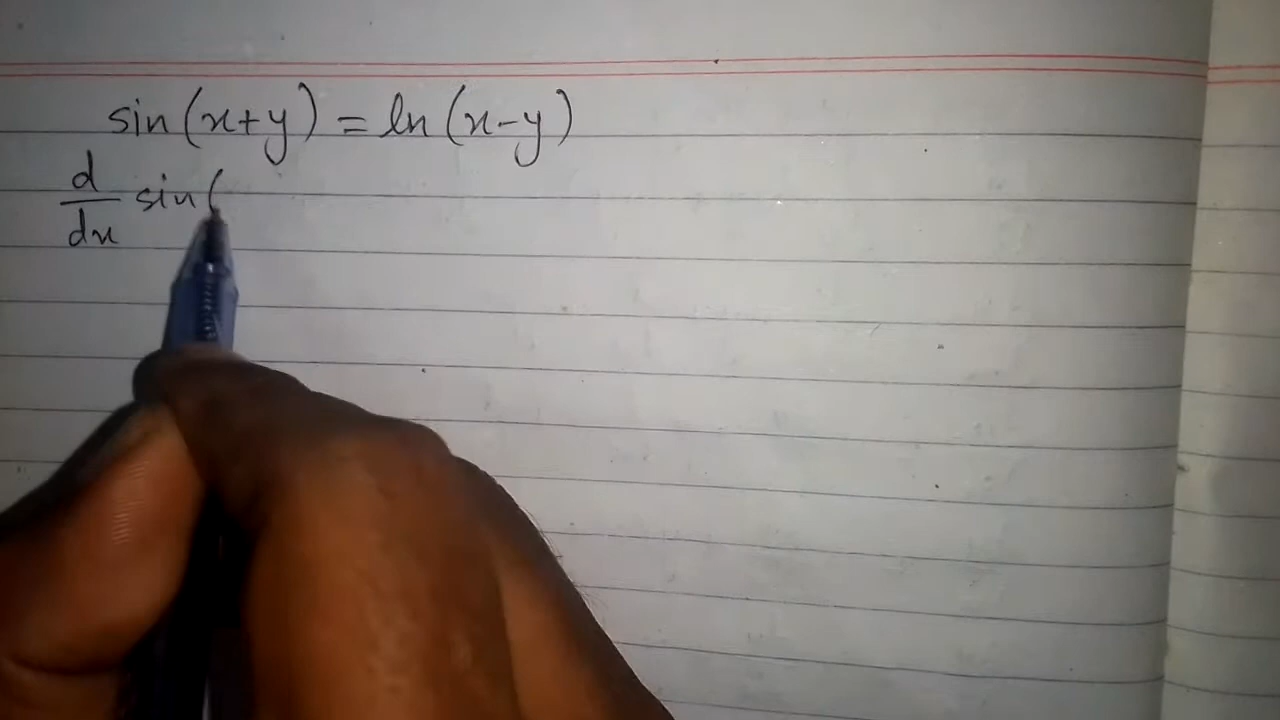 sin(x+y) = ln(x-y)
d/dx sin(